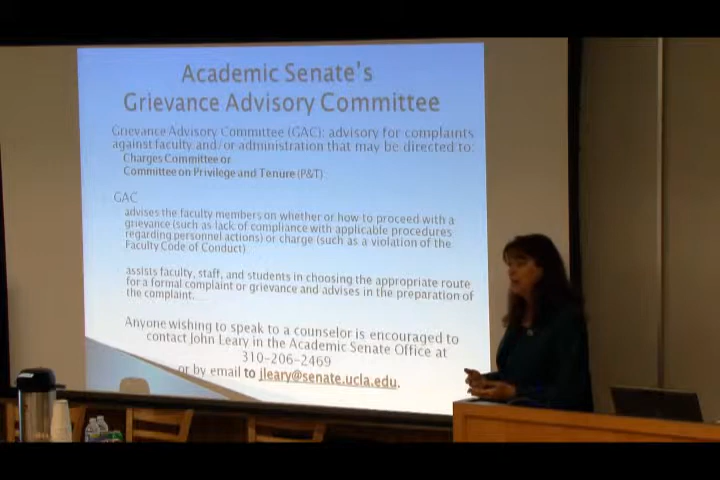 Academic Senate's
Grievance Advisory Committee
Grievance Advisory Committee (GAC): advisory for complaints
against faculty and/or administration that may be directed to:
Charges Committee or
Committee on Privilege and Tenure (P&T)
GAC
advises the faculty members on whether or how to proceed with a
grievance (such as lack of compliance with applicable procedures
regarding personnel actions) or charge (such as a violation of the
Faculty Code of Conduct)
assists faculty, staff, and students in choosing the appropriate route
for a formal complaint or grievance and advises in the preparation of
the complaint.
Anyone wishing to speak to a counselor is encouraged to
contact John Leary in the Academic Senate Office at
310-206-2469
or by email to jleary@senate.ucla.edu.